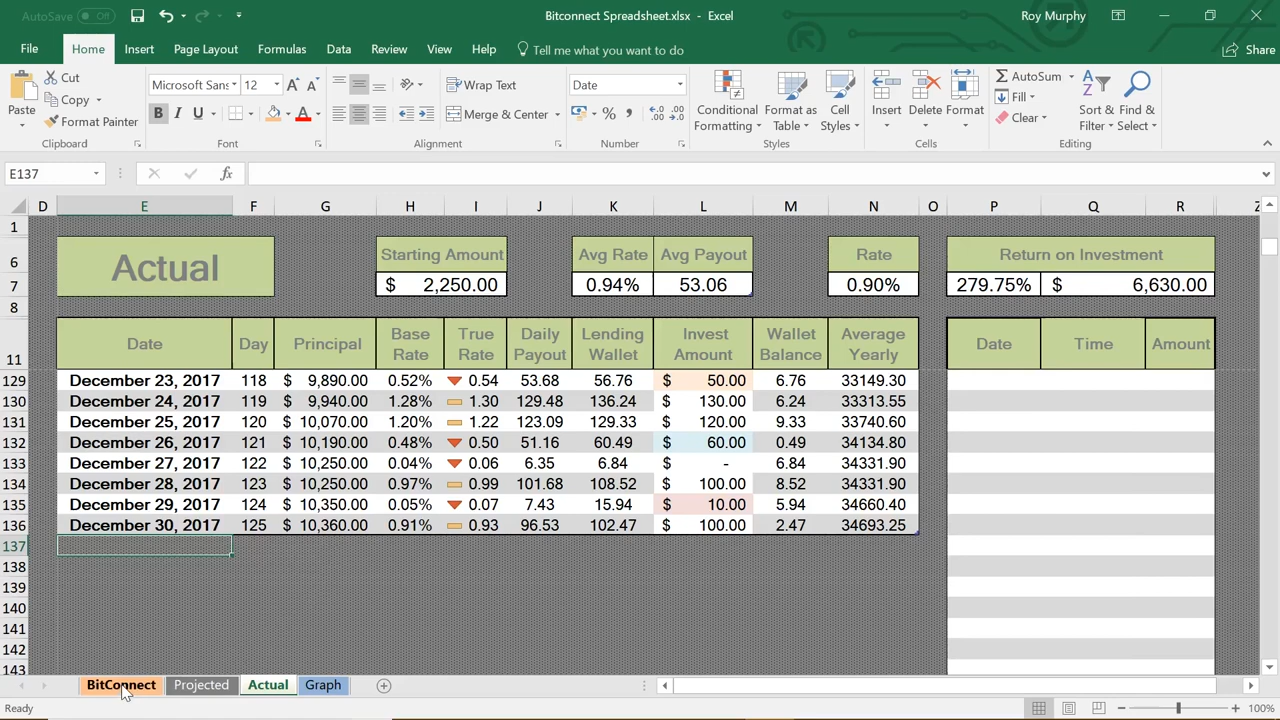 AutoSave Off
Bitconnect Spreadsheet.xlsx - Excel
Roy Murphy
File Home Insert Page Layout Formulas Data Review View Help Tell me what you want to do Share
Paste
Cut
Copy
Format Painter
Microsoft Sans 12
B I U A
Wrap Text
Merge & Center
Date
$ % ,
Conditional Formatting
Format as Table
Cell Styles
Insert
Delete
Format
AutoSum
Fill
Clear
Sort & Filter
Find & Select
Clipboard Font Alignment Number Styles Cells Editing
E137 fx
D E F G H I J K L M N O P Q R Z
1
6 Actual Starting Amount Avg Rate Avg Payout Rate Return on Investment
7 $ 2,250.00 0.94% 53.06 0.90% 279.75% $ 6,630.00
8
11 Date Day Principal Base Rate True Rate Daily Payout Lending Wallet Invest Amount Wallet Balance Average Yearly Date Time Amount
129 December 23, 2017 118 $ 9,890.00 0.52% 0.54 53.68 56.76 $ 50.00 6.76 33149.30
130 December 24, 2017 119 $ 9,940.00 1.28% 1.30 129.48 136.24 $ 130.00 6.24 33313.55
131 December 25, 2017 120 $ 10,070.00 1.20% 1.22 123.09 129.33 $ 120.00 9.33 33740.60
132 December 26, 2017 121 $ 10,190.00 0.48% 0.50 51.16 60.49 $ 60.00 0.49 34134.80
133 December 27, 2017 122 $ 10,250.00 0.04% 0.06 6.35 6.84 $ - 6.84 34331.90
134 December 28, 2017 123 $ 10,250.00 0.97% 0.99 101.68 108.52 $ 100.00 8.52 34331.90
135 December 29, 2017 124 $ 10,350.00 0.05% 0.07 7.43 15.94 $ 10.00 5.94 34660.40
136 December 30, 2017 125 $ 10,360.00 0.91% 0.93 96.53 102.47 $ 100.00 2.47 34693.25
137
138
139
140
141
142
143
BitConnect Projected Actual Graph
Ready 100%